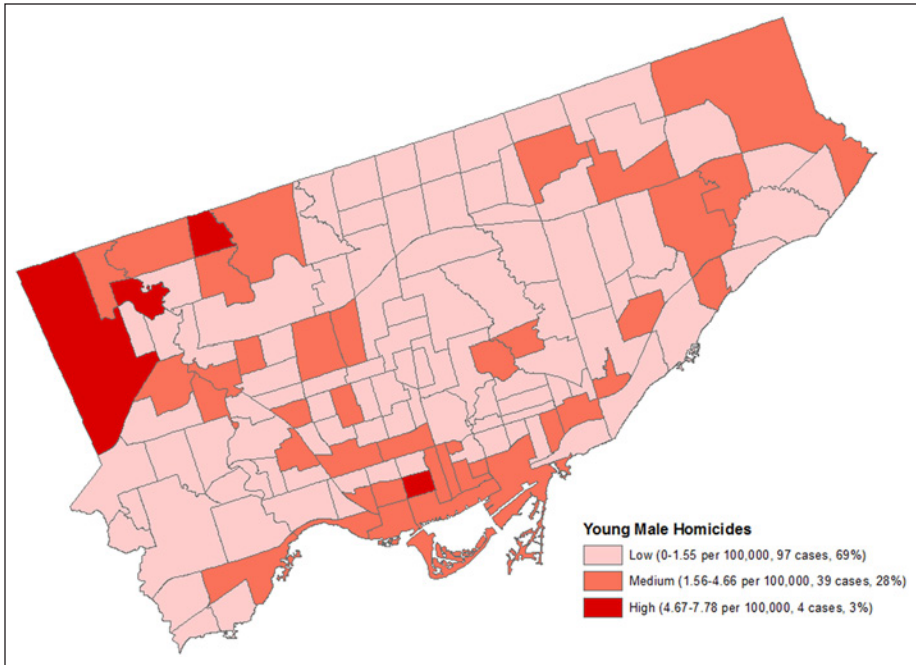 Young Male Homicides
Low (0-1.55 per 100,000, 97 cases, 69%)
Medium (1.56-4.66 per 100,000, 39 cases, 28%)
High (4.67-7.78 per 100,000, 4 cases, 3%)